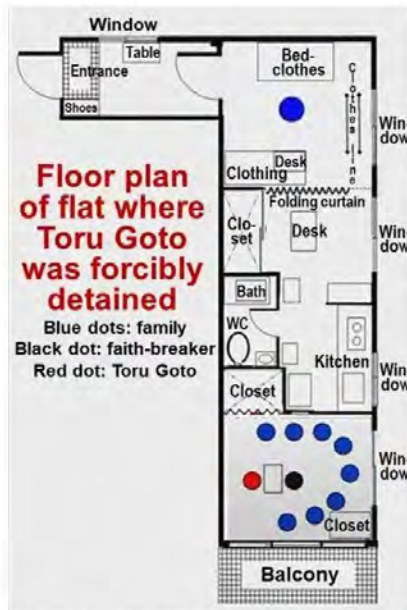 Window
Table
Entrance
Shoes
Bed-
clothes
Clothes line
Win-
dow
Desk
Clothing
Folding curtain
Floor plan
of flat where
Toru Goto
was forcibly
detained
Blue dots: family
Black dot: faith-breaker
Red dot: Toru Goto
Clo-
set
Desk
Win-
dow
Bath
WC
Kitchen
Closet
Win-
dow
Win-
dow
Closet
Balcony